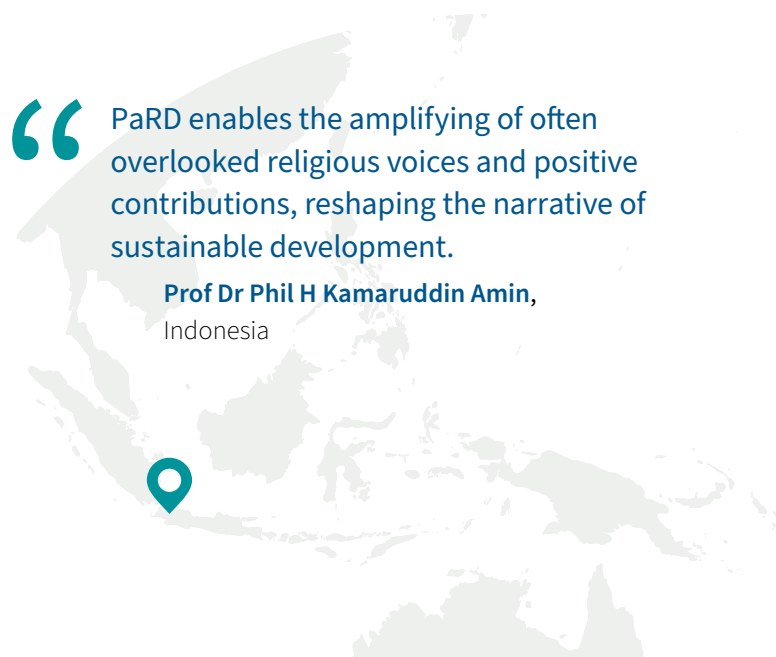 “
PaRD enables the amplifying of often
overlooked religious voices and positive
contributions, reshaping the narrative of
sustainable development.
Prof Dr Phil H Kamaruddin Amin,
Indonesia